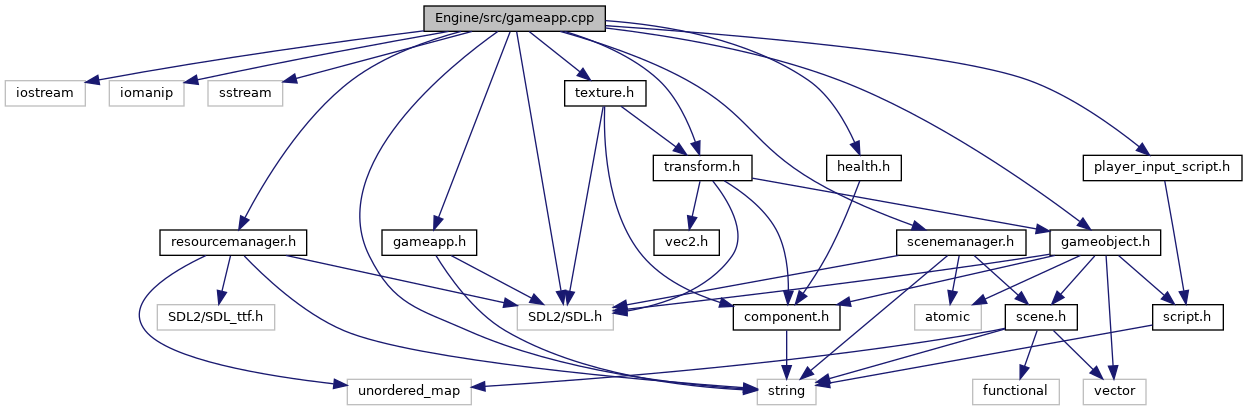 Engine/src/gameapp.cpp
iostream
iomanip
sstream
texture.h
transform.h
health.h
player_input_script.h
resourcemanager.h
gameapp.h
vec2.h
scenemanager.h
gameobject.h
SDL2/SDL_ttf.h
SDL2/SDL.h
component.h
atomic
scene.h
script.h
unordered_map
string
functional
vector